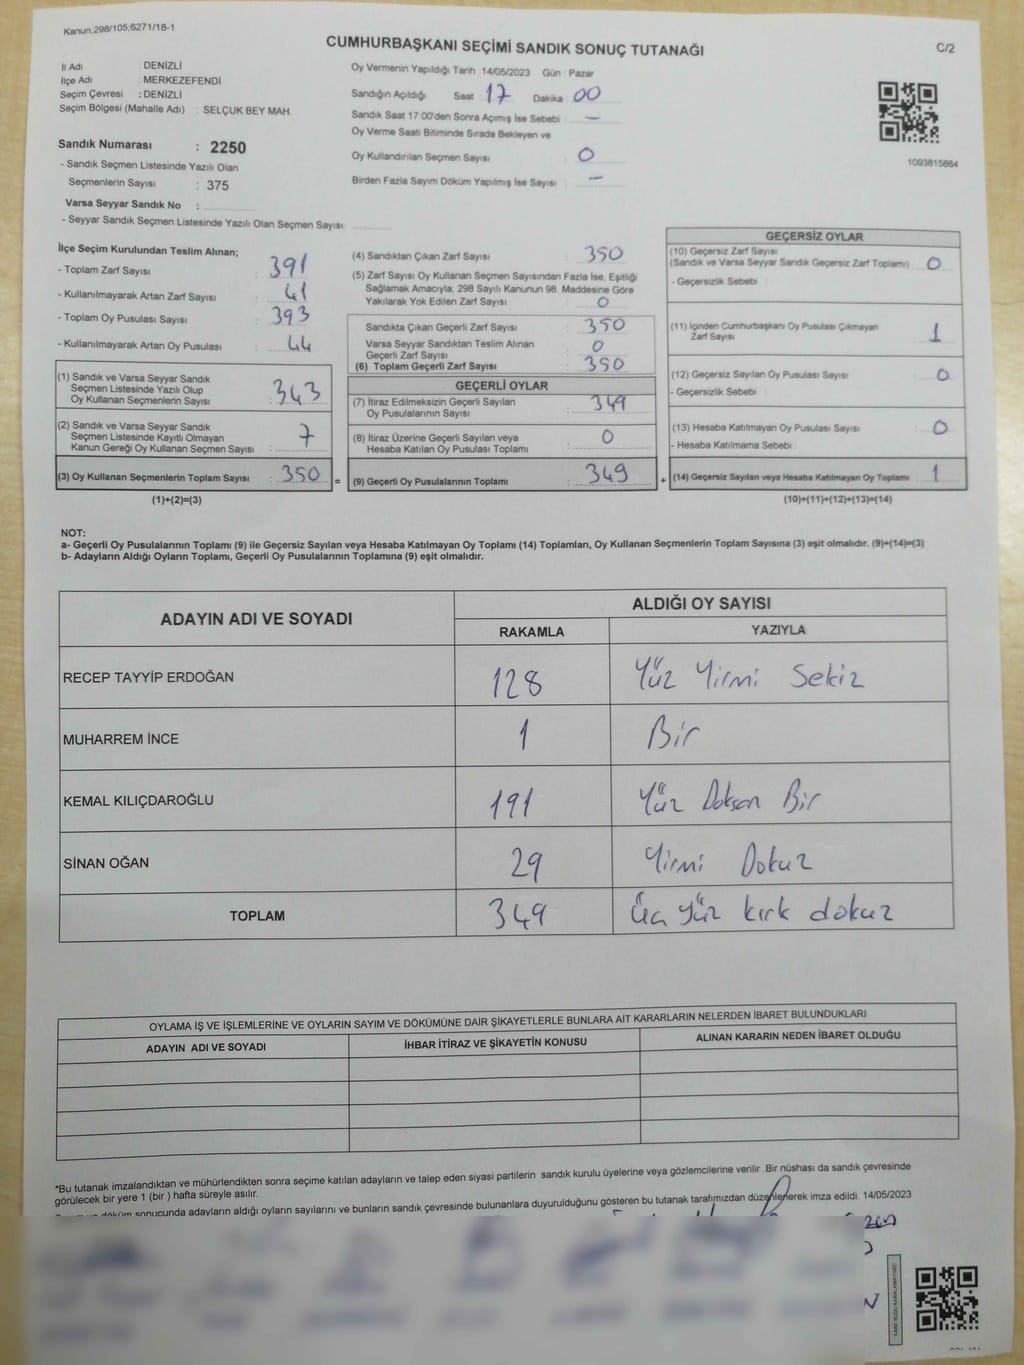 Kanun,298/105,6271/18-1
CUMHURBAŞKANI SEÇİMİ SANDIK SONUÇ TUTANAĞI
C/2
İl Adı : DENİZLİ
İlçe Adı : MERKEZEFENDİ
Seçim Çevresi : DENİZLİ
Seçim Bölgesi (Mahalle Adı) : SELÇUK BEY MAH.
Sandık Numarası : 2250
- Sandık Seçmen Listesinde Yazılı Olan
Seçmenlerin Sayısı : 375
Varsa Seyyar Sandık No :
- Seyyar Sandık Seçmen Listesinde Yazılı Olan Seçmen Sayısı:
Oy Vermenin Yapıldığı Tarih : 14/05/2023 Gün : Pazar
Sandığın Açıldığı Saat : 17 Dakika : 00
Sandık Saat 17:00'den Sonra Açımış İse Sebebi : -
Oy Verme Saati Bitiminde Sırada Bekleyen ve
Oy Kullandırılan Seçmen Sayısı : 0
Birden Fazla Sayım Döküm Yapılmış İse Sayısı : -
1093815884
İlçe Seçim Kurulundan Teslim Alınan;
- Toplam Zarf Sayısı : 391
- Kullanılmayarak Artan Zarf Sayısı : 41
- Toplam Oy Pusulası Sayısı : 393
- Kullanılmayarak Artan Oy Pusulası : 44
(1) Sandık ve Varsa Seyyar Sandık
Seçmen Listesinde Yazılı Olup
Oy Kullanan Seçmenlerin Sayısı : 343
(2) Sandık ve Varsa Seyyar Sandık
Seçmen Listesinde Kayıtlı Olmayan
Kanun Gereği Oy Kullanan Seçmen Sayısı : 7
(3) Oy Kullanan Seçmenlerin Toplam Sayısı : 350 =
(1)+(2)=(3)
(4) Sandıktan Çıkan Zarf Sayısı : 350
(5) Zarf Sayısı Oy Kullanan Seçmen Sayısından Fazla İse, Eşitliği
Sağlamak Amacıyla; 298 Sayılı Kanunun 98. Maddesine Göre
Yakılarak Yok Edilen Zarf Sayısı : 0
Sandıkta Çıkan Geçerli Zarf Sayısı : 350
Varsa Seyyar Sandıktan Teslim Alınan
Geçerli Zarf Sayısı : 0
(6) Toplam Geçerli Zarf Sayısı : 350
GEÇERLİ OYLAR
(7) İtiraz Edilmeksizin Geçerli Sayılan
Oy Pusulalarının Sayısı : 349
(8) İtiraz Üzerine Geçerli Sayılan veya
Hesaba Katılan Oy Pusulası Toplamı : 0
(9) Geçerli Oy Pusulalarının Toplamı : 349 +
GEÇERSİZ OYLAR
(10) Geçersiz Zarf Sayısı
(Sandık ve Varsa Seyyar Sandık Geçersiz Zarf Toplamı) : 0
- Geçersizlik Sebebi :
(11) İçinden Cumhurbaşkanı Oy Pusulası Çıkmayan
Zarf Sayısı : 1
(12) Geçersiz Sayılan Oy Pusulası Sayısı : 0
- Geçersizlik Sebebi :
(13) Hesaba Katılmayan Oy Pusulası Sayısı : 0
- Hesaba Katılmama Sebebi :
(14) Geçersiz Sayılan veya Hesaba Katılmayan Oy Toplamı : 1
(10)+(11)+(12)+(13)=(14)
NOT:
a- Geçerli Oy Pusulalarının Toplamı (9) ile Geçersiz Sayılan veya Hesaba Katılmayan Oy Toplamı (14) Toplamları, Oy Kullanan Seçmenlerin Toplam Sayısına (3) eşit olmalıdır. (9)+(14)=(3)
b- Adayların Aldığı Oyların Toplamı, Geçerli Oy Pusulalarının Toplamına (9) eşit olmalıdır.
ADAYIN ADI VE SOYADI ALDIĞI OY SAYISI
RAKAMLA YAZIYLA
RECEP TAYYİP ERDOĞAN 128 Yüz Yirmi Sekiz
MUHARREM İNCE 1 Bir
KEMAL KILIÇDAROĞLU 191 Yüz Doksan Bir
SİNAN OĞAN 29 Yirmi Dokuz
TOPLAM 349 Üç yüz kırk dokuz
OYLAMA İŞ VE İŞLEMLERİNE VE OYLARIN SAYIM VE DÖKÜMÜNE DAİR ŞİKAYETLERLE BUNLARA AİT KARARLARIN NELERDEN İBARET BULUNDUKLARI
ADAYIN ADI VE SOYADI İHBAR İTİRAZ VE ŞİKAYETİN KONUSU ALINAN KARARIN NEDEN İBARET OLDUĞU
*Bu tutanak imzalandıktan ve mühürlendikten sonra seçime katılan adayların ve talep eden siyasi partilerin sandık kurulu üyelerine veya gözlemcilerine verilir .Bir nüshası da sandık çevresinde
görülecek bir yere 1 (bir ) hafta süreyle asılır.
döküm sonucunda adayların aldığı oyların sayılarını ve bunların sandık çevresinde bulunanlara duyurulduğunu gösteren bu tutanak tarafımızdan düzenlenerek imza edildi. 14/05/2023